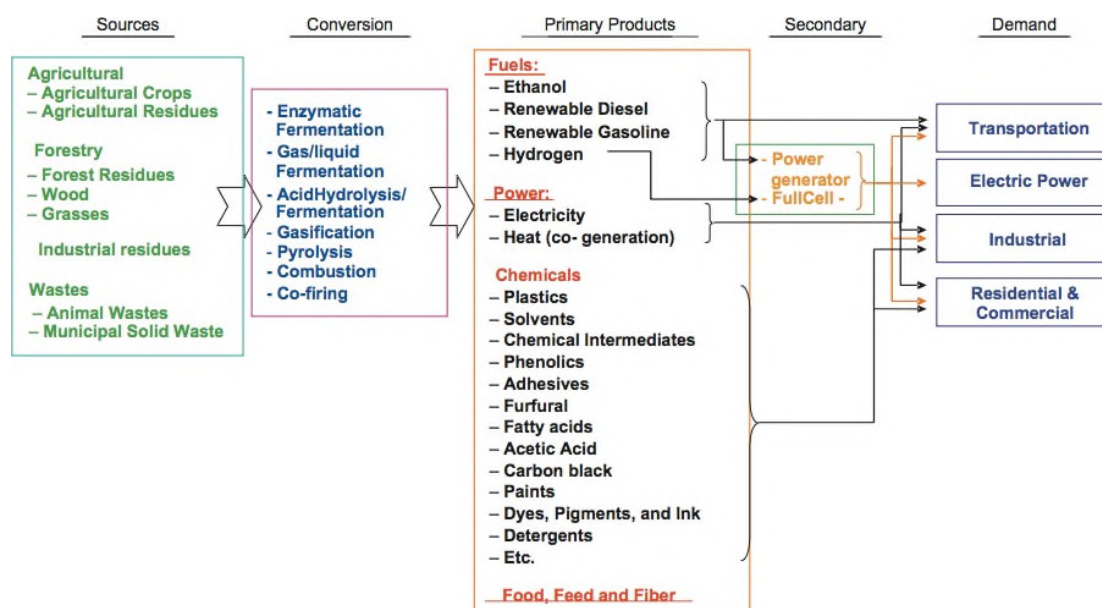 Sources
Conversion
Primary Products
Secondary
Demand
Agricultural
– Agricultural Crops
– Agricultural Residues
Forestry
– Forest Residues
– Wood
– Grasses
Industrial residues
Wastes
– Animal Wastes
– Municipal Solid Waste
- Enzymatic
Fermentation
- Gas/liquid
Fermentation
- AcidHydrolysis/
Fermentation
- Gasification
- Pyrolysis
- Combustion
- Co-firing
Fuels:
– Ethanol
– Renewable Diesel
– Renewable Gasoline
– Hydrogen
Power:
– Electricity
– Heat (co- generation)
Chemicals
– Plastics
– Solvents
– Chemical Intermediates
– Phenolics
– Adhesives
– Furfural
– Fatty acids
– Acetic Acid
– Carbon black
– Paints
– Dyes, Pigments, and Ink
– Detergents
– Etc.
Food, Feed and Fiber
- Power
generator
- FullCell -
Transportation
Electric Power
Industrial
Residential &
Commercial